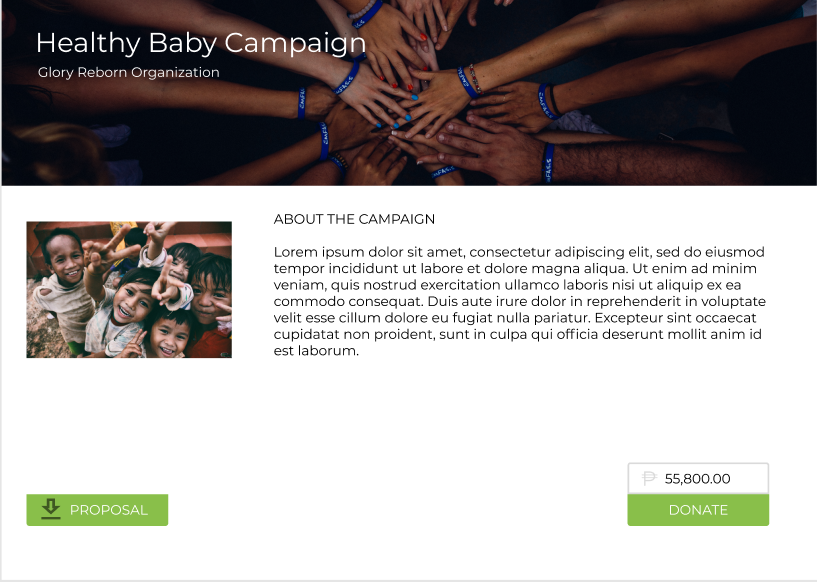 Healthy Baby Campaign
Glory Reborn Organization
ABOUT THE CAMPAIGN
Lorem ipsum dolor sit amet, consectetur adipiscing elit, sed do eiusmod
tempor incididunt ut labore et dolore magna aliqua. Ut enim ad minim
veniam, quis nostrud exercitation ullamco laboris nisi ut aliquip ex ea
commodo consequat. Duis aute irure dolor in reprehenderit in voluptate
velit esse cillum dolore eu fugiat nulla pariatur. Excepteur sint occaecat
cupidatat non proident, sunt in culpa qui officia deserunt mollit anim id
est laborum.
₱ 55,800.00
PROPOSAL
DONATE